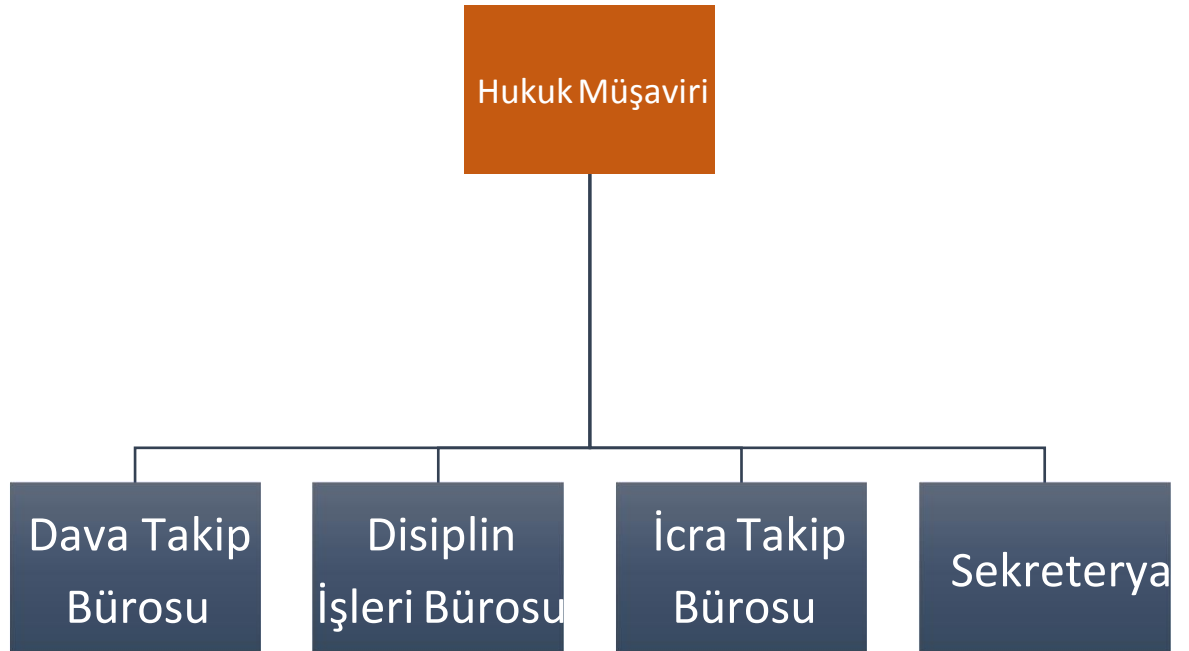 Hukuk Müşaviri
Dava Takip
Bürosu
Disiplin
İşleri Bürosu
İcra Takip
Bürosu
Sekreterya